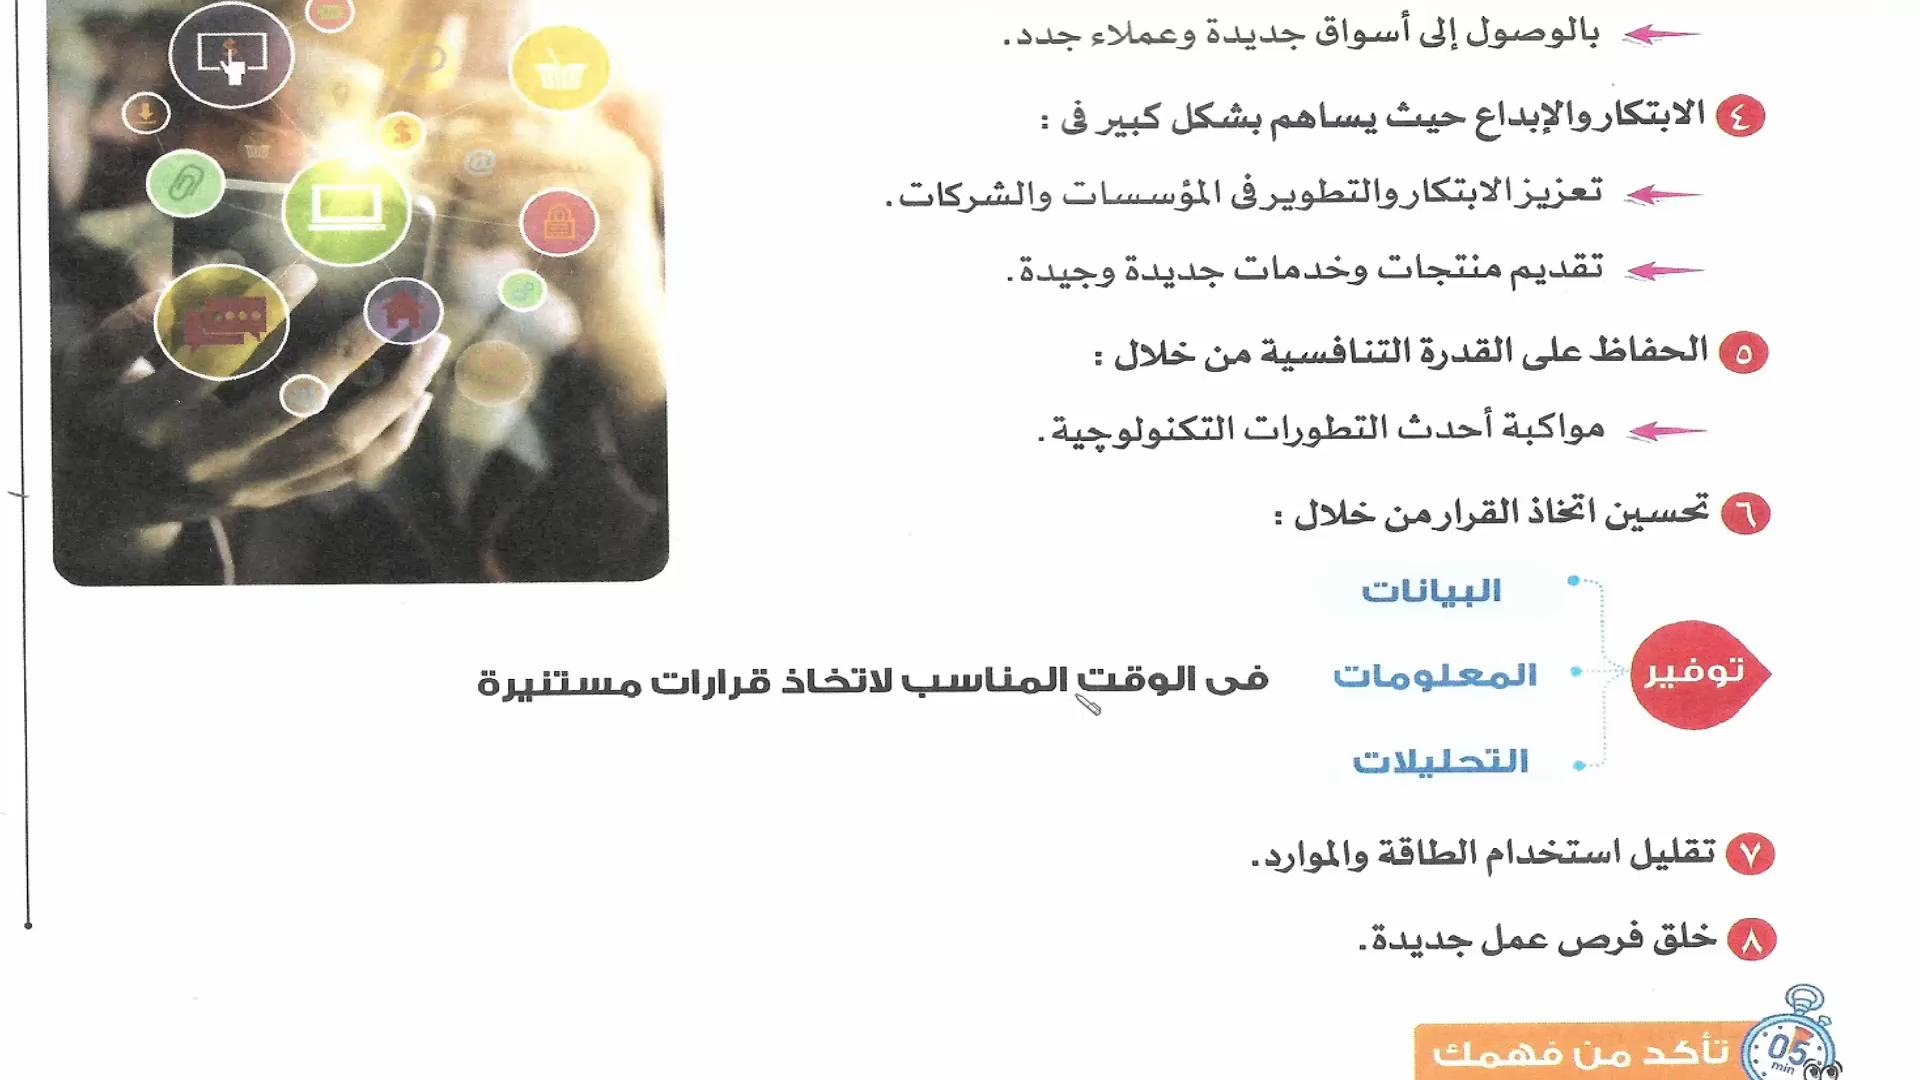 بالوصول إلى أسواق جديدة وعملاء جدد.
٤ الابتكار والإبداع حيث يساهم بشكل كبير فى :
تعزيز الابتكار والتطوير فى المؤسسات والشركات.
تقديم منتجات وخدمات جديدة وجيدة.
٥ الحفاظ على القدرة التنافسية من خلال :
مواكبة أحدث التطورات التكنولوچية.
٦ تحسين اتخاذ القرار من خلال :
توفير
البيانات
المعلومات
التحليلات
فى الوقت المناسب لاتخاذ قرارات مستنيرة
٧ تقليل استخدام الطاقة والموارد.
٨ خلق فرص عمل جديدة.
تأكد من فهمك
05
min